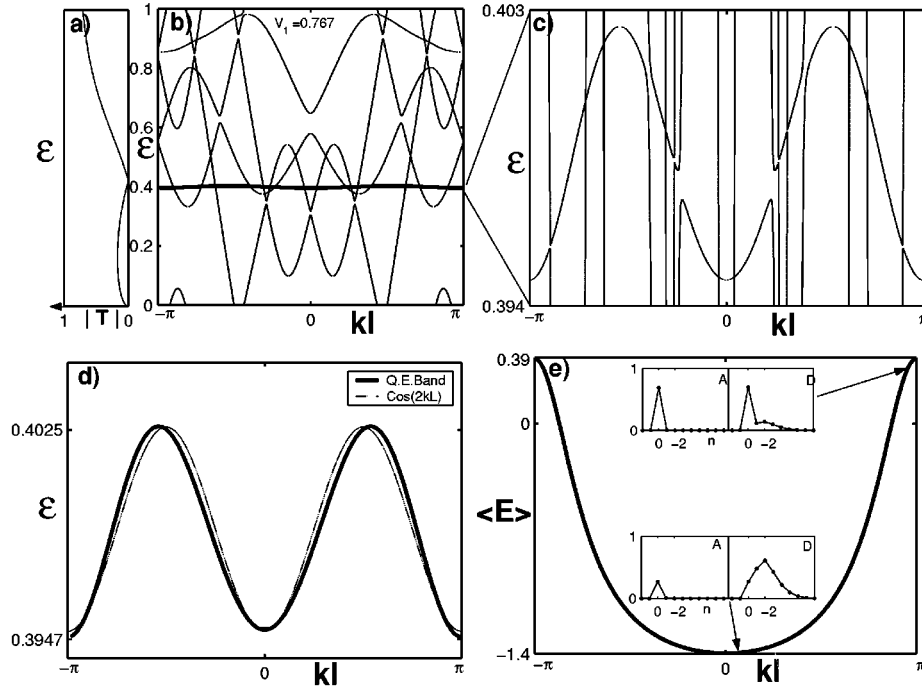 a)
ε
1 | T | 0
b)
V1 =0.767
1
0.8
0.6
ε
0.4
0.2
0
−π 0 π
kl
c)
0.403
ε
0.394
−π 0 π
kl
d)
Q.E.Band
Cos(2kL)
0.4025
ε
0.3947
−π 0 π
kl
e)
0.39
0
<E>
−1.4
1 A D
0
0 −2 n 0 −2
1 A D
0
0 −2 n 0 −2
−π 0 π
kl